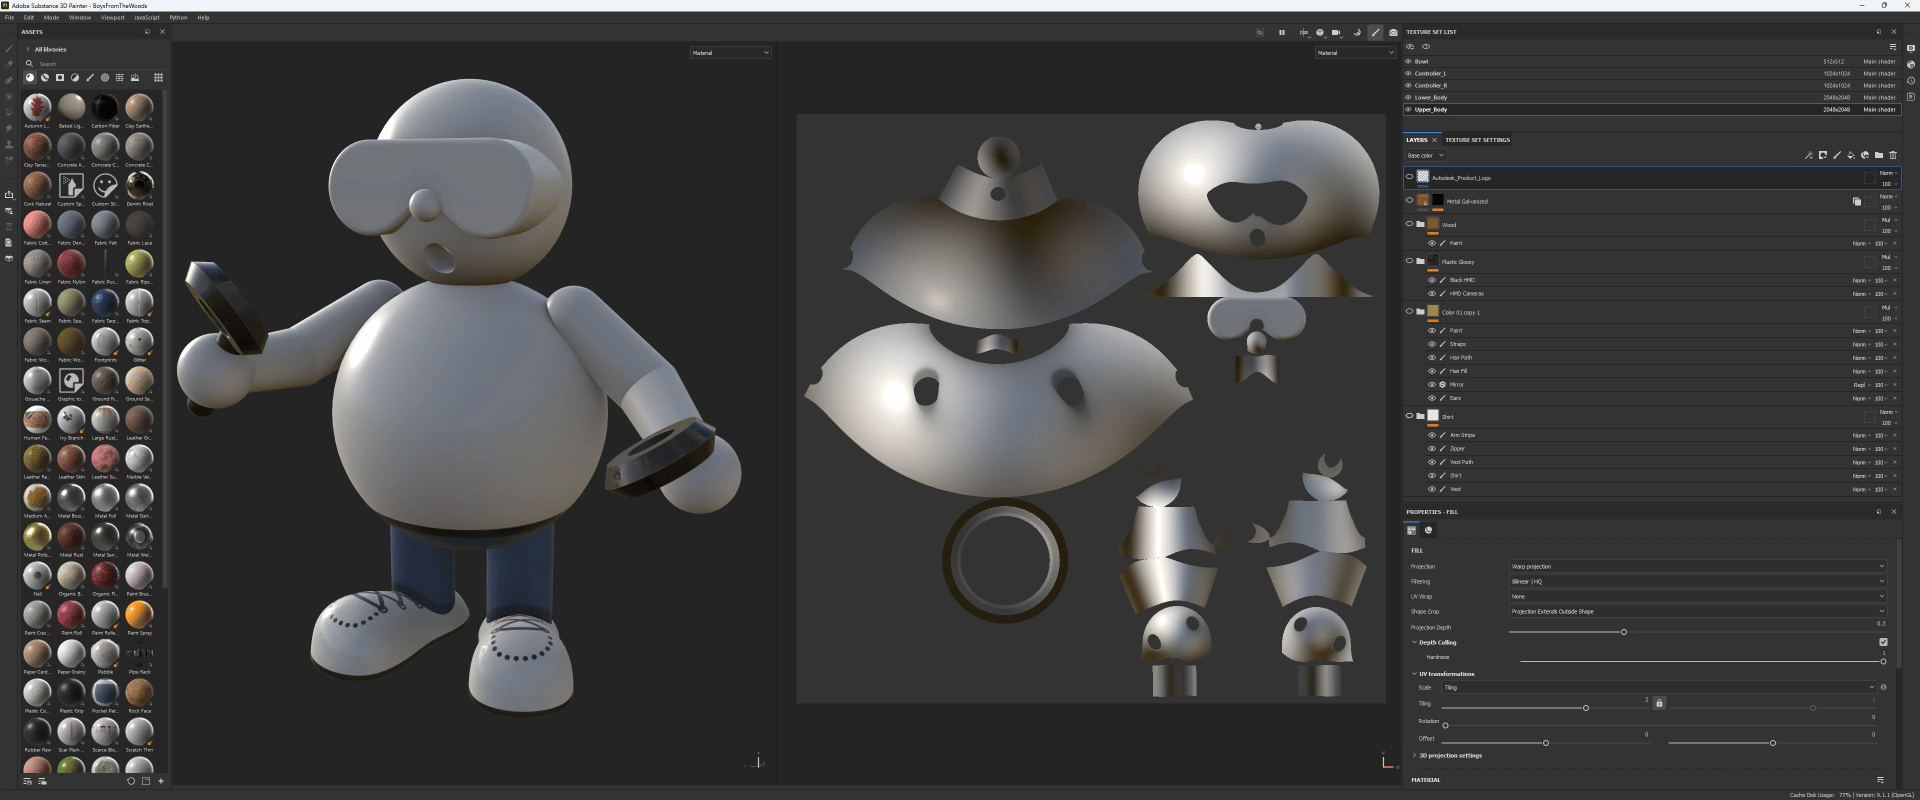 Adobe Substance 3D Painter - BoysFromTheWoods
File Edit Mode Window Viewport JavaScript Python Help
ASSETS
All libraries
Search
Autumn L... Baked Lig... Carbon Fiber Clay Earthe...
Clay Terrac... Concrete A... Concrete C... Concrete C...
Cork Natural Custom Sp... Custom St... Denim Rivet
Fabric Cott... Fabric Den... Fabric Felt Fabric Lace
Fabric Linen Fabric Nylon Fabric Puc... Fabric Rips...
Fabric Seam Fabric Spa... Fabric Tarp... Fabric Top...
Fabric Wo... Fabric Wo... Footprints Glitter
Gouache ... Graphic to... Ground Ri... Ground Sa...
Human Fa... Ivy Branch Large Rust... Leather Gr...
Leather Ra... Leather Skin Leather Su... Marble Ve...
Medium A... Metal Brus... Metal Foil Metal Galv...
Metal Polis... Metal Rust Metal San... Metal Wel...
Nail Organic B... Organic Fl... Paint Brus...
Paint Crac... Paint Roll Paint Rolle... Paint Spray
Paper Card... Paper Grainy Pebble Pipe Rack
Plastic Co... Plastic Grip Pocket Pat... Rock Face
Rubber Raw Scar Plain ... Scarce Blo... Scratch Thin
Material
Material
TEXTURE SET LIST
Bowl 512x512 Main shader
Controller_L 1024x1024 Main shader
Controller_R 1024x1024 Main shader
Lower_Body 2048x2048 Main shader
Upper_Body 2048x2048 Main shader
LAYERS TEXTURE SET SETTINGS
Base color
Autodesk_Product_Logo Norm 100
Metal Galvanized Norm 100
Wood Mul 100
Paint Norm 100
Plastic Glossy Mul 100
Black HMD Norm 100
HMD Cameras Norm 100
Color 01 copy 1 Mul 100
Paint Norm 100
Straps Norm 100
Hair Path Norm 100
Hair Fill Norm 100
Mirror Repl 100
Ears Norm 100
Shirt Norm 100
Arm Stripe Norm 100
Zipper Norm 100
Vest Path Norm 100
Shirt Norm 100
Vest Norm 100
PROPERTIES - FILL
FILL
Projection Warp projection
Filtering Bilinear | HQ
UV Wrap None
Shape Crop Projection Extends Outside Shape
Projection Depth 0.3
Depth Culling
Hardness 1
UV transformations
Scale Tiling
Tiling 2
Rotation 0
Offset 0 0
3D projection settings
MATERIAL
Cache Disk Usage: 77% | Version: 9.1.1 (OpenGL)